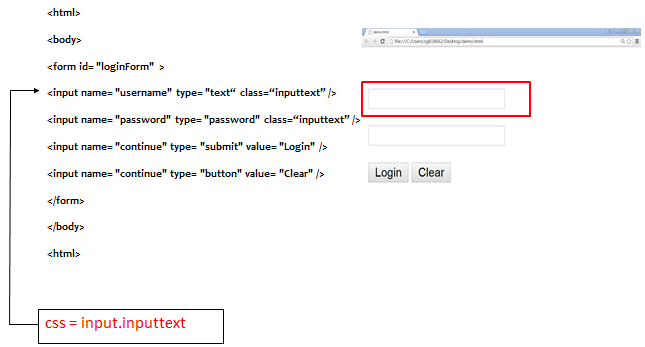 <html>
<body>
<form id= "loginForm" >
<input name= "username" type= "text“ class=“inputtext” />
<input name= "password" type= "password" class=“inputtext” />
<input name= "continue" type= "submit" value= "Login" />
<input name= "continue" type= "button" value= "Clear" />
</form>
</body>
<html>
css = input.inputtext
demo.html
Login Clear